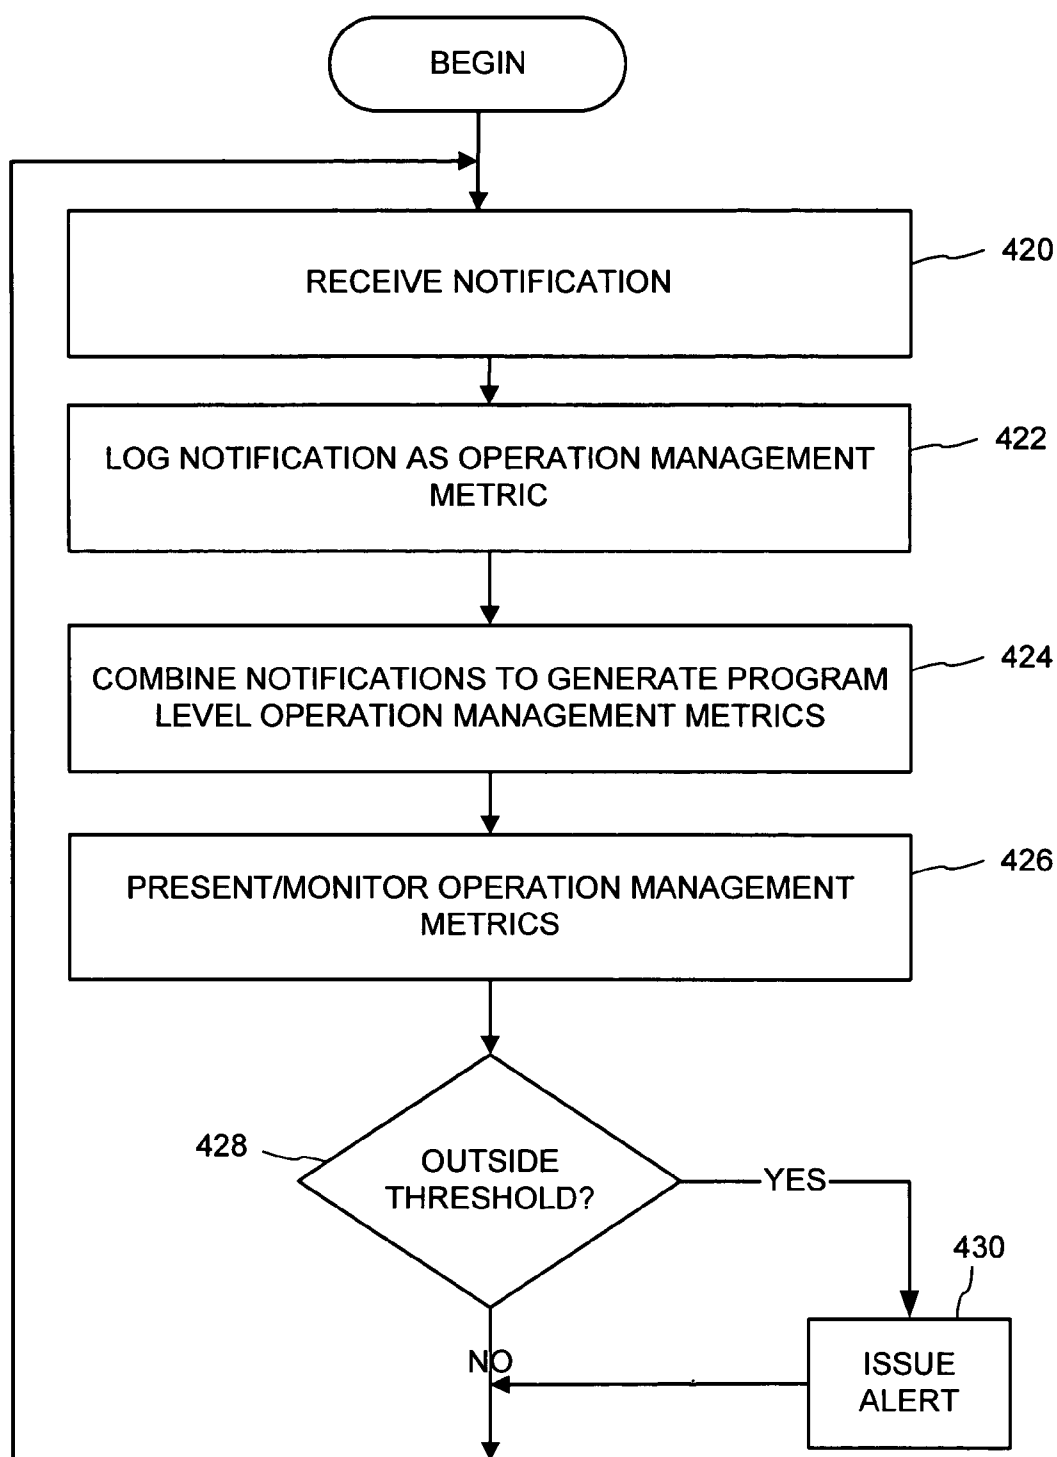 BEGIN
RECEIVE NOTIFICATION
420
LOG NOTIFICATION AS OPERATION MANAGEMENT
METRIC
422
COMBINE NOTIFICATIONS TO GENERATE PROGRAM
LEVEL OPERATION MANAGEMENT METRICS
424
PRESENT/MONITOR OPERATION MANAGEMENT
METRICS
426
428
OUTSIDE
THRESHOLD?
YES
430
ISSUE
ALERT
NO